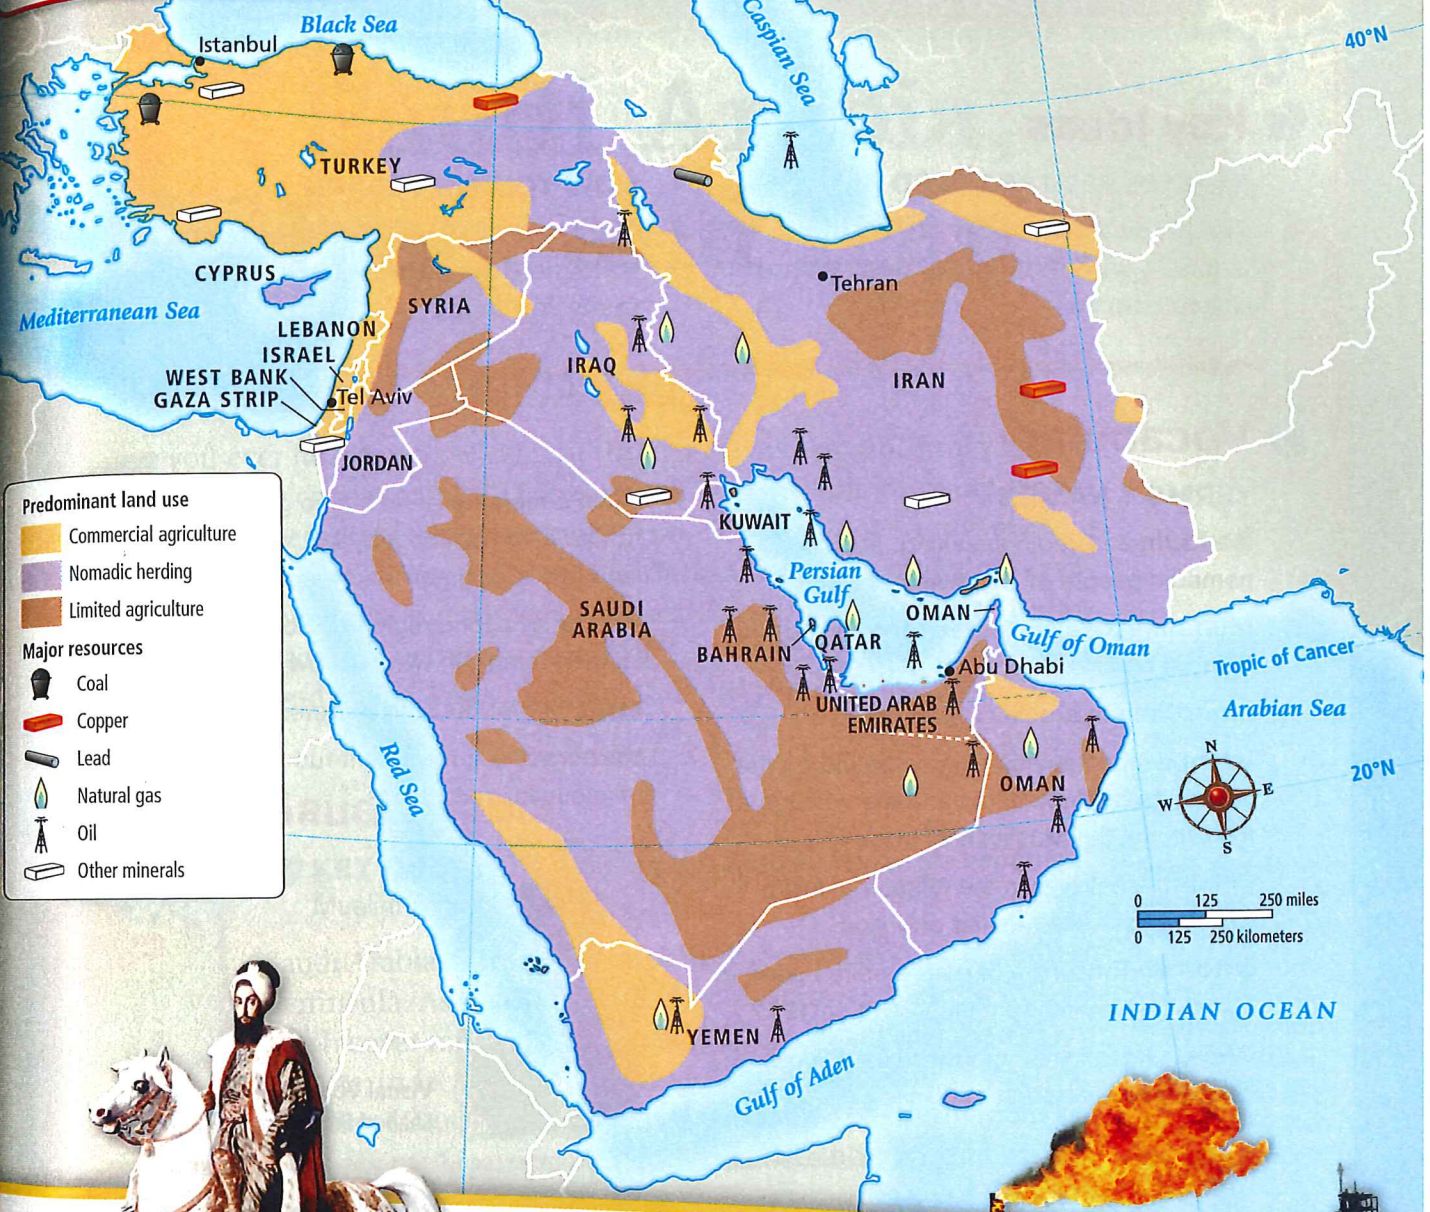 Black Sea
Istanbul
Caspian Sea
40°N
TURKEY
CYPRUS
Mediterranean Sea
SYRIA
Tehran
LEBANON
ISRAEL
WEST BANK
GAZA STRIP
Tel Aviv
IRAQ
IRAN
JORDAN
KUWAIT
Persian
Gulf
SAUDI
ARABIA
BAHRAIN
QATAR
OMAN
Gulf of Oman
Abu Dhabi
UNITED ARAB
EMIRATES
Tropic of Cancer
Arabian Sea
Red Sea
OMAN
20°N
N
W
E
S
0 125 250 miles
0 125 250 kilometers
YEMEN
Gulf of Aden
INDIAN OCEAN
Predominant land use
Commercial agriculture
Nomadic herding
Limited agriculture
Major resources
Coal
Copper
Lead
Natural gas
Oil
Other minerals